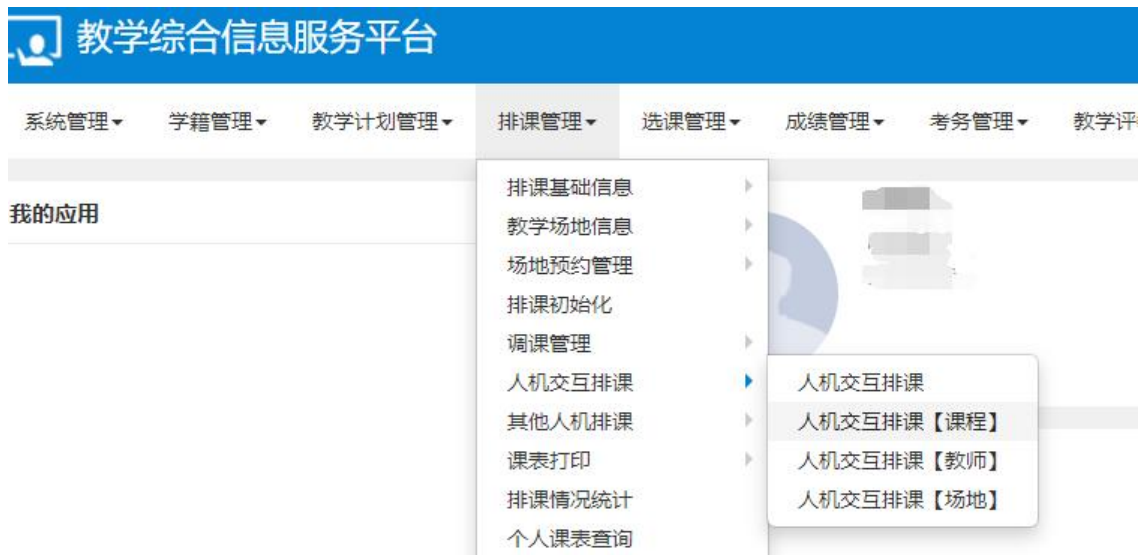 教学综合信息服务平台
系统管理 学籍管理 教学计划管理 排课管理 选课管理 成绩管理 考务管理 教学评
我的应用
排课基础信息
教学场地信息
场地预约管理
排课初始化
调课管理
人机交互排课
其他人机排课
课表打印
排课情况统计
个人课表查询
人机交互排课
人机交互排课【课程】
人机交互排课【教师】
人机交互排课【场地】